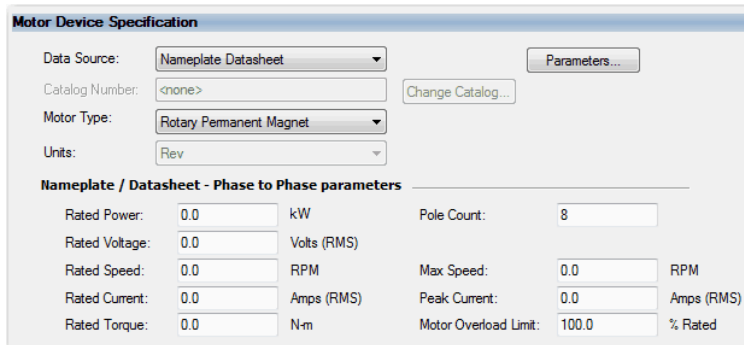 Motor Device Specification
Data Source: Nameplate Datasheet Parameters...
Catalog Number: <none> Change Catalog...
Motor Type: Rotary Permanent Magnet
Units: Rev
Nameplate / Datasheet - Phase to Phase parameters
Rated Power: 0.0 kW Pole Count: 8
Rated Voltage: 0.0 Volts (RMS)
Rated Speed: 0.0 RPM Max Speed: 0.0 RPM
Rated Current: 0.0 Amps (RMS) Peak Current: 0.0 Amps (RMS)
Rated Torque: 0.0 N-m Motor Overload Limit: 100.0 % Rated